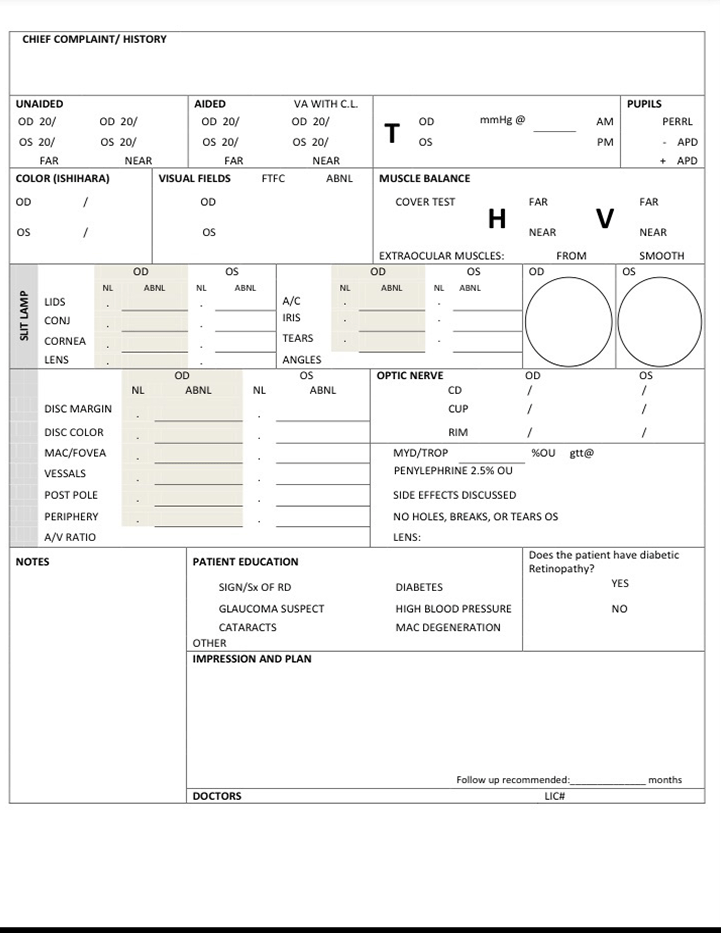 CHIEF COMPLAINT/ HISTORY
UNAIDED AIDED VA WITH C.L. PUPILS
OD 20/ OD 20/ OD 20/ OD 20/ T OD mmHg @ ______ AM PERRL
OS 20/ OS 20/ OS 20/ OS 20/ OS PM - APD
FAR NEAR FAR NEAR + APD
COLOR (ISHIHARA) VISUAL FIELDS FTFC ABNL MUSCLE BALANCE
OD / OD COVER TEST H FAR V FAR
OS / OS NEAR NEAR
EXTRAOCULAR MUSCLES: FROM SMOOTH
SLIT LAMP
OD OS OD OS OD OS
NL ABNL NL ABNL NL ABNL NL ABNL
LIDS . . A/C . .
CONJ . . IRIS . .
CORNEA . . TEARS . .
LENS . . ANGLES
OD OS OPTIC NERVE OD OS
NL ABNL NL ABNL CD / /
DISC MARGIN . . CUP / /
DISC COLOR . . RIM / /
MAC/FOVEA . . MYD/TROP __________ %OU gtt@
VESSALS . . PENYLEPHRINE 2.5% OU
POST POLE . . SIDE EFFECTS DISCUSSED
PERIPHERY . . NO HOLES, BREAKS, OR TEARS OS
A/V RATIO LENS:
NOTES PATIENT EDUCATION Does the patient have diabetic
Retinopathy?
SIGN/Sx OF RD DIABETES YES
GLAUCOMA SUSPECT HIGH BLOOD PRESSURE NO
CATARACTS MAC DEGENERATION
OTHER
IMPRESSION AND PLAN
Follow up recommended:______________ months
DOCTORS LIC#